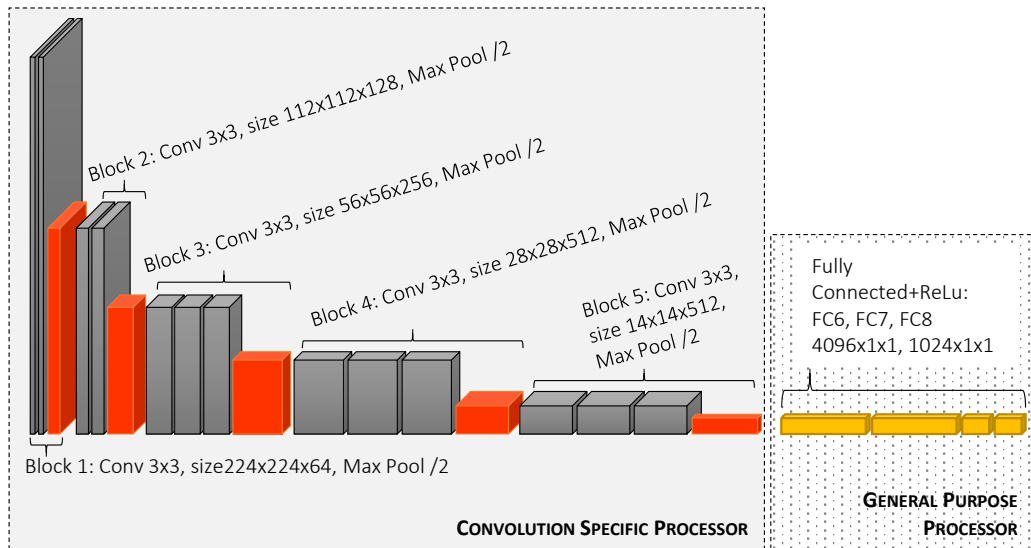 Block 2: Conv 3x3, size 112x112x128, Max Pool /2
Block 3: Conv 3x3, size 56x56x256, Max Pool /2
Block 4: Conv 3x3, size 28x28x512, Max Pool /2
Block 5: Conv 3x3,
size 14x14x512,
Max Pool /2
Fully
Connected+ReLu:
FC6, FC7, FC8
4096x1x1, 1024x1x1
Block 1: Conv 3x3, size224x224x64, Max Pool /2
CONVOLUTION SPECIFIC PROCESSOR
GENERAL PURPOSE
PROCESSOR